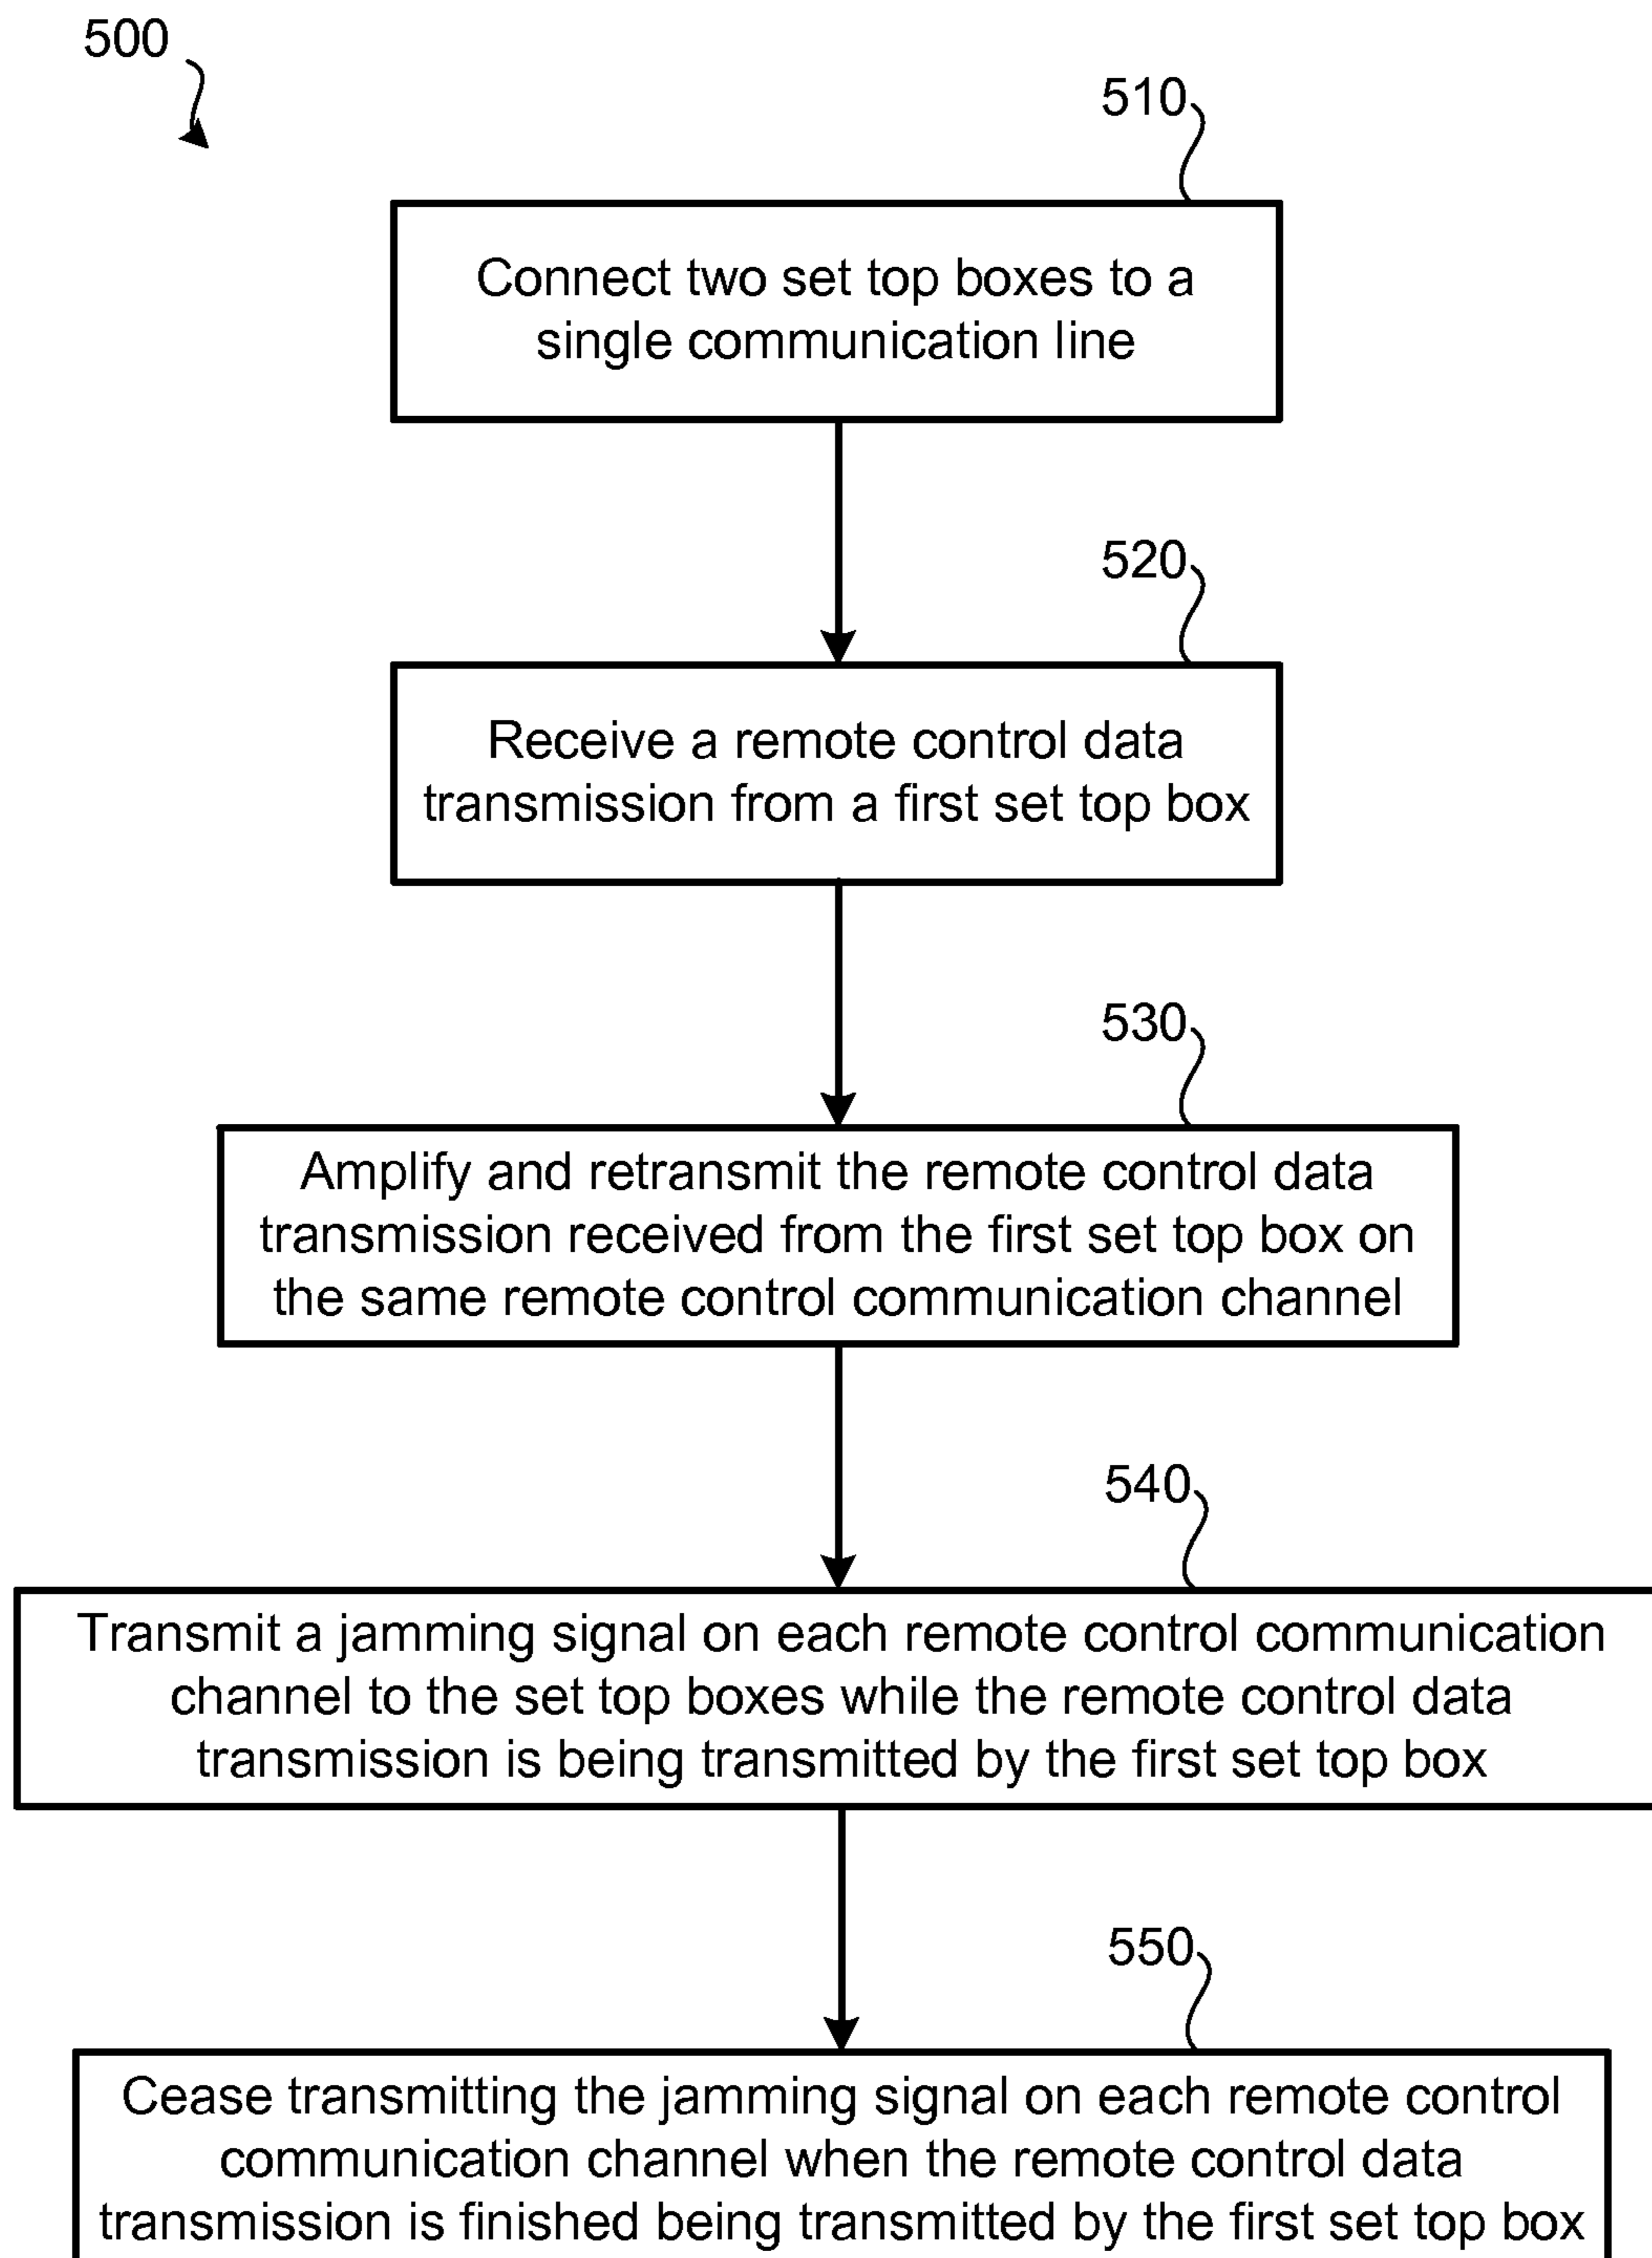 500
510
Connect two set top boxes to a
single communication line
520
Receive a remote control data
transmission from a first set top box
530
Amplify and retransmit the remote control data
transmission received from the first set top box on
the same remote control communication channel
540
Transmit a jamming signal on each remote control communication
channel to the set top boxes while the remote control data
transmission is being transmitted by the first set top box
550
Cease transmitting the jamming signal on each remote control
communication channel when the remote control data
transmission is finished being transmitted by the first set top box